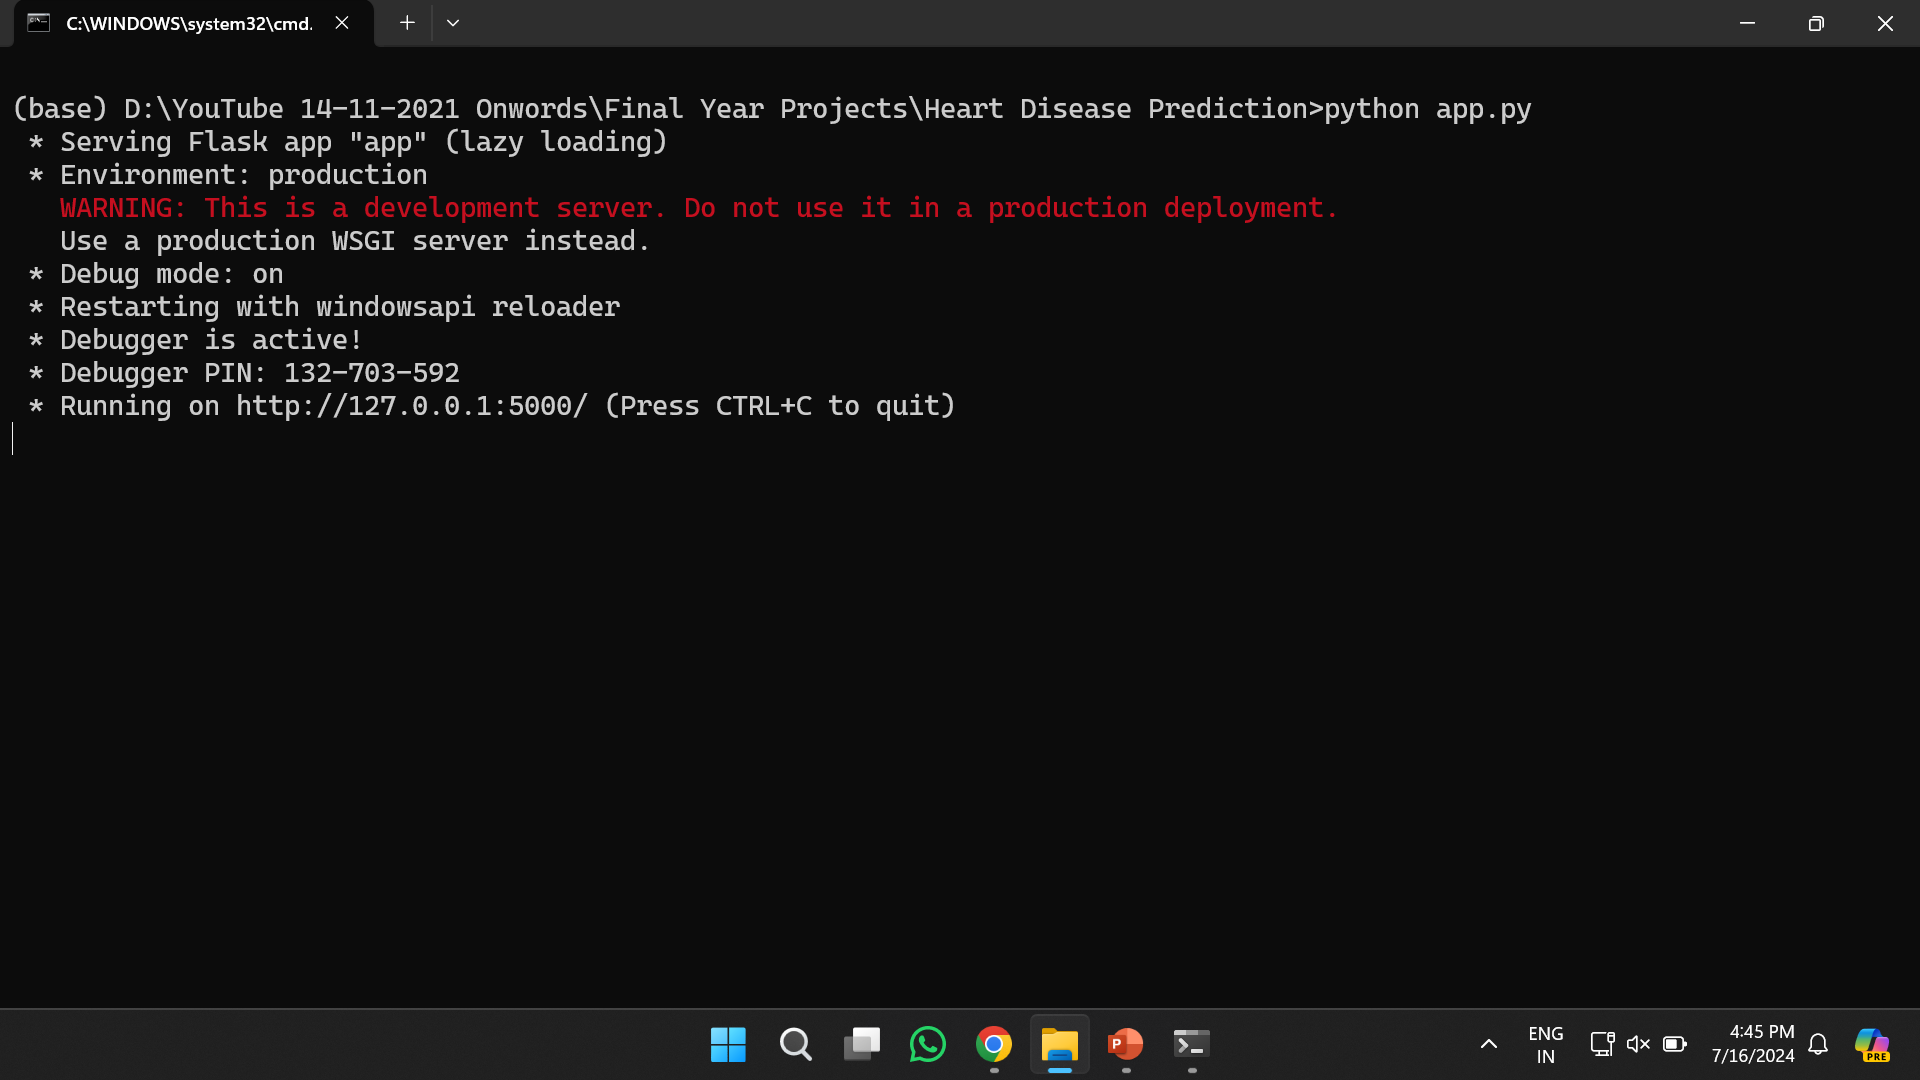 C:\WINDOWS\system32\cmd.
(base) D:\YouTube 14-11-2021 Onwords\Final Year Projects\Heart Disease Prediction>python app.py
* Serving Flask app "app" (lazy loading)
* Environment: production
WARNING: This is a development server. Do not use it in a production deployment.
Use a production WSGI server instead.
* Debug mode: on
* Restarting with windowsapi reloader
* Debugger is active!
* Debugger PIN: 132-703-592
* Running on http://127.0.0.1:5000/ (Press CTRL+C to quit)
P
ENG
IN
4:45 PM
7/16/2024
PRE